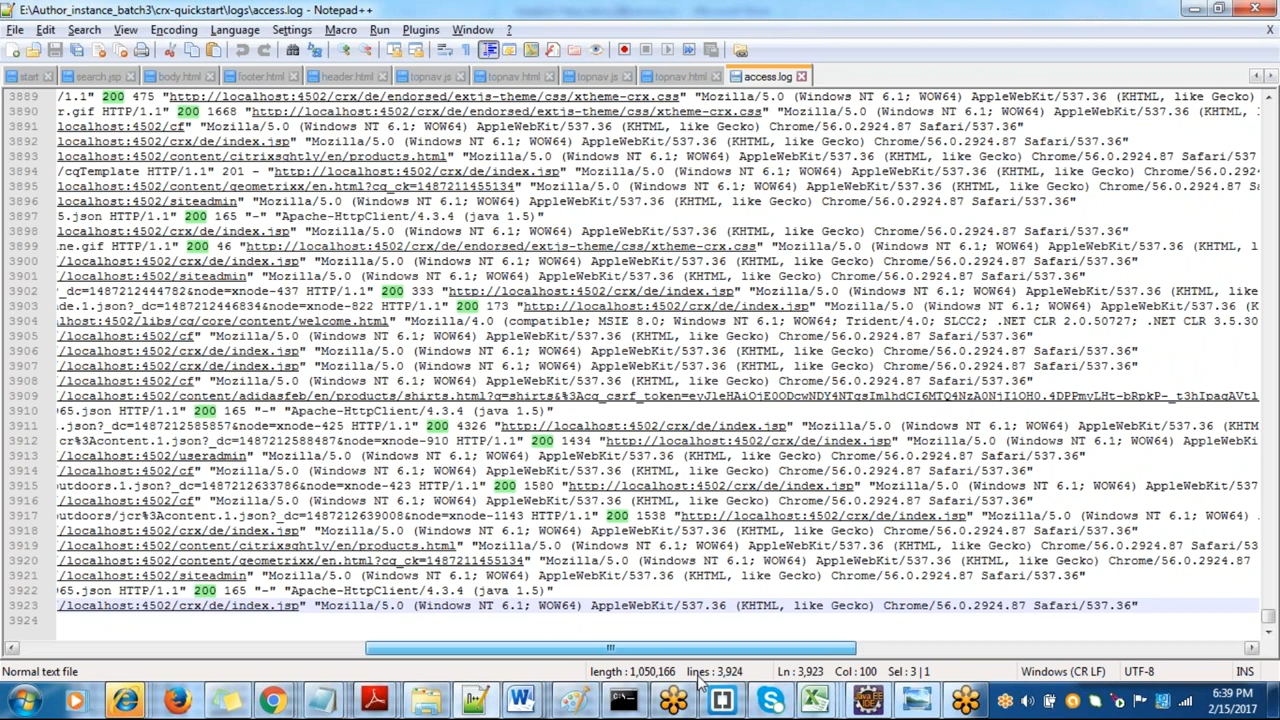 E:\Author_instance_batch3\crx-quickstart\logs\access.log - Notepad++
File Edit Search View Encoding Language Settings Macro Run Plugins Window ? X
start search.jsp body.html footer.html header.html topnav.js topnav.html topnav.js topnav.html access.log
3889 /1.1" 200 475 "http://localhost:4502/crx/de/endorsed/extjs-theme/css/xtheme-crx.css" "Mozilla/5.0 (Windows NT 6.1; WOW64) AppleWebKit/537.36 (KHTML, like Gecko)
3890 r.gif HTTP/1.1" 200 1668 "http://localhost:4502/crx/de/endorsed/extjs-theme/css/xtheme-crx.css" "Mozilla/5.0 (Windows NT 6.1; WOW64) AppleWebKit/537.36 (KHTML,
3891 localhost:4502/cf" "Mozilla/5.0 (Windows NT 6.1; WOW64) AppleWebKit/537.36 (KHTML, like Gecko) Chrome/56.0.2924.87 Safari/537.36"
3892 localhost:4502/crx/de/index.jsp" "Mozilla/5.0 (Windows NT 6.1; WOW64) AppleWebKit/537.36 (KHTML, like Gecko) Chrome/56.0.2924.87 Safari/537.36"
3893 localhost:4502/content/citrixsghtly/en/products.html" "Mozilla/5.0 (Windows NT 6.1; WOW64) AppleWebKit/537.36 (KHTML, like Gecko) Chrome/56.0.2924.87 Safari/537
3894 /cqTemplate HTTP/1.1" 201 - "http://localhost:4502/crx/de/index.jsp" "Mozilla/5.0 (Windows NT 6.1; WOW64) AppleWebKit/537.36 (KHTML, like Gecko) Chrome/56.0.292
3895 localhost:4502/content/geometrixx/en.html?cq_ck=1487211455134" "Mozilla/5.0 (Windows NT 6.1; WOW64) AppleWebKit/537.36 (KHTML, like Gecko) Chrome/56.0.2924.87 Sa
3896 localhost:4502/siteadmin" "Mozilla/5.0 (Windows NT 6.1; WOW64) AppleWebKit/537.36 (KHTML, like Gecko) Chrome/56.0.2924.87 Safari/537.36"
3897 5.json HTTP/1.1" 200 165 "-" "Apache-HttpClient/4.3.4 (java 1.5)"
3898 localhost:4502/crx/de/index.jsp" "Mozilla/5.0 (Windows NT 6.1; WOW64) AppleWebKit/537.36 (KHTML, like Gecko) Chrome/56.0.2924.87 Safari/537.36"
3899 ne.gif HTTP/1.1" 200 46 "http://localhost:4502/crx/de/endorsed/extjs-theme/css/xtheme-crx.css" "Mozilla/5.0 (Windows NT 6.1; WOW64) AppleWebKit/537.36 (KHTML, l
3900 /localhost:4502/crx/de/index.jsp" "Mozilla/5.0 (Windows NT 6.1; WOW64) AppleWebKit/537.36 (KHTML, like Gecko) Chrome/56.0.2924.87 Safari/537.36"
3901 /localhost:4502/siteadmin" "Mozilla/5.0 (Windows NT 6.1; WOW64) AppleWebKit/537.36 (KHTML, like Gecko) Chrome/56.0.2924.87 Safari/537.36"
3902 _dc=1487212444782&node=xnode-437 HTTP/1.1" 200 333 "http://localhost:4502/crx/de/index.jsp" "Mozilla/5.0 (Windows NT 6.1; WOW64) AppleWebKit/537.36 (KHTML, like
3903 de.1.json?_dc=1487212446834&node=xnode-822 HTTP/1.1" 200 173 "http://localhost:4502/crx/de/index.jsp" "Mozilla/5.0 (Windows NT 6.1; WOW64) AppleWebKit/537.36 (K
3904 lhost:4502/libs/cq/core/content/welcome.html" "Mozilla/4.0 (compatible; MSIE 8.0; Windows NT 6.1; WOW64; Trident/4.0; SLCC2; .NET CLR 2.0.50727; .NET CLR 3.5.30
3905 /localhost:4502/cf" "Mozilla/5.0 (Windows NT 6.1; WOW64) AppleWebKit/537.36 (KHTML, like Gecko) Chrome/56.0.2924.87 Safari/537.36"
3906 /localhost:4502/crx/de/index.jsp" "Mozilla/5.0 (Windows NT 6.1; WOW64) AppleWebKit/537.36 (KHTML, like Gecko) Chrome/56.0.2924.87 Safari/537.36"
3907 /localhost:4502/crx/de/index.jsp" "Mozilla/5.0 (Windows NT 6.1; WOW64) AppleWebKit/537.36 (KHTML, like Gecko) Chrome/56.0.2924.87 Safari/537.36"
3908 /localhost:4502/cf" "Mozilla/5.0 (Windows NT 6.1; WOW64) AppleWebKit/537.36 (KHTML, like Gecko) Chrome/56.0.2924.87 Safari/537.36"
3909 /localhost:4502/content/adidasfeb/en/products/shirts.html?q=shirts&%3Acq_csrf_token=
3910 065.json HTTP/1.1" 200 165 "-" "Apache-HttpClient/4.3.4 (java 1.5)"
3911 .json?_dc=1487212585857&node=xnode-425 HTTP/1.1" 200 4326 "http://localhost:4502/crx/de/index.jsp" "Mozilla/5.0 (Windows NT 6.1; WOW64) AppleWebKit/537.36 (KHTM
3912 jcr%3Acontent.1.json?_dc=1487212588487&node=xnode-910 HTTP/1.1" 200 1434 "http://localhost:4502/crx/de/index.jsp" "Mozilla/5.0 (Windows NT 6.1; WOW64) AppleWebKi
3913 /localhost:4502/useradmin" "Mozilla/5.0 (Windows NT 6.1; WOW64) AppleWebKit/537.36 (KHTML, like Gecko) Chrome/56.0.2924.87 Safari/537.36"
3914 /localhost:4502/cf" "Mozilla/5.0 (Windows NT 6.1; WOW64) AppleWebKit/537.36 (KHTML, like Gecko) Chrome/56.0.2924.87 Safari/537.36"
3915 outdoors.1.json?_dc=1487212633786&node=xnode-423 HTTP/1.1" 200 1580 "http://localhost:4502/crx/de/index.jsp" "Mozilla/5.0 (Windows NT 6.1; WOW64) AppleWebKit/537
3916 /localhost:4502/cf" "Mozilla/5.0 (Windows NT 6.1; WOW64) AppleWebKit/537.36 (KHTML, like Gecko) Chrome/56.0.2924.87 Safari/537.36"
3917 outdoors/jcr%3Acontent.1.json?_dc=1487212639008&node=xnode-1143 HTTP/1.1" 200 1538 "http://localhost:4502/crx/de/index.jsp" "Mozilla/5.0 (Windows NT 6.1; WOW64)
3918 /localhost:4502/crx/de/index.jsp" "Mozilla/5.0 (Windows NT 6.1; WOW64) AppleWebKit/537.36 (KHTML, like Gecko) Chrome/56.0.2924.87 Safari/537.36"
3919 /localhost:4502/content/citrixsghtly/en/products.html" "Mozilla/5.0 (Windows NT 6.1; WOW64) AppleWebKit/537.36 (KHTML, like Gecko) Chrome/56.0.2924.87 Safari/53
3920 /localhost:4502/content/geometrixx/en.html?cq_ck=1487211455134" "Mozilla/5.0 (Windows NT 6.1; WOW64) AppleWebKit/537.36 (KHTML, like Gecko) Chrome/56.0.2924.87
3921 /localhost:4502/siteadmin" "Mozilla/5.0 (Windows NT 6.1; WOW64) AppleWebKit/537.36 (KHTML, like Gecko) Chrome/56.0.2924.87 Safari/537.36"
3922 065.json HTTP/1.1" 200 165 "-" "Apache-HttpClient/4.3.4 (java 1.5)"
3923 /localhost:4502/crx/de/index.jsp" "Mozilla/5.0 (Windows NT 6.1; WOW64) AppleWebKit/537.36 (KHTML, like Gecko) Chrome/56.0.2924.87 Safari/537.36"
3924
Normal text file length : 1,050,166 lines : 3,924 Ln : 3,923 Col : 100 Sel : 3 | 1 Windows (CR LF) UTF-8 INS
6:39 PM
2/15/2017